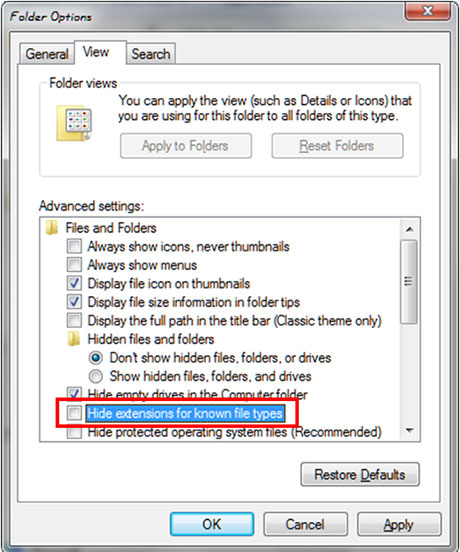 Folder Options
General
View
Search
Folder views
You can apply the view (such as Details or Icons) that
you are using for this folder to all folders of this type.
Apply to Folders
Reset Folders
Advanced settings:
Files and Folders
Always show icons, never thumbnails
Always show menus
Display file icon on thumbnails
Display file size information in folder tips
Display the full path in the title bar (Classic theme only)
Hidden files and folders
Don't show hidden files, folders, or drives
Show hidden files, folders, and drives
Hide empty drives in the Computer folder
Hide extensions for known file types
Hide protected operating system files (Recommended)
Restore Defaults
OK
Cancel
Apply